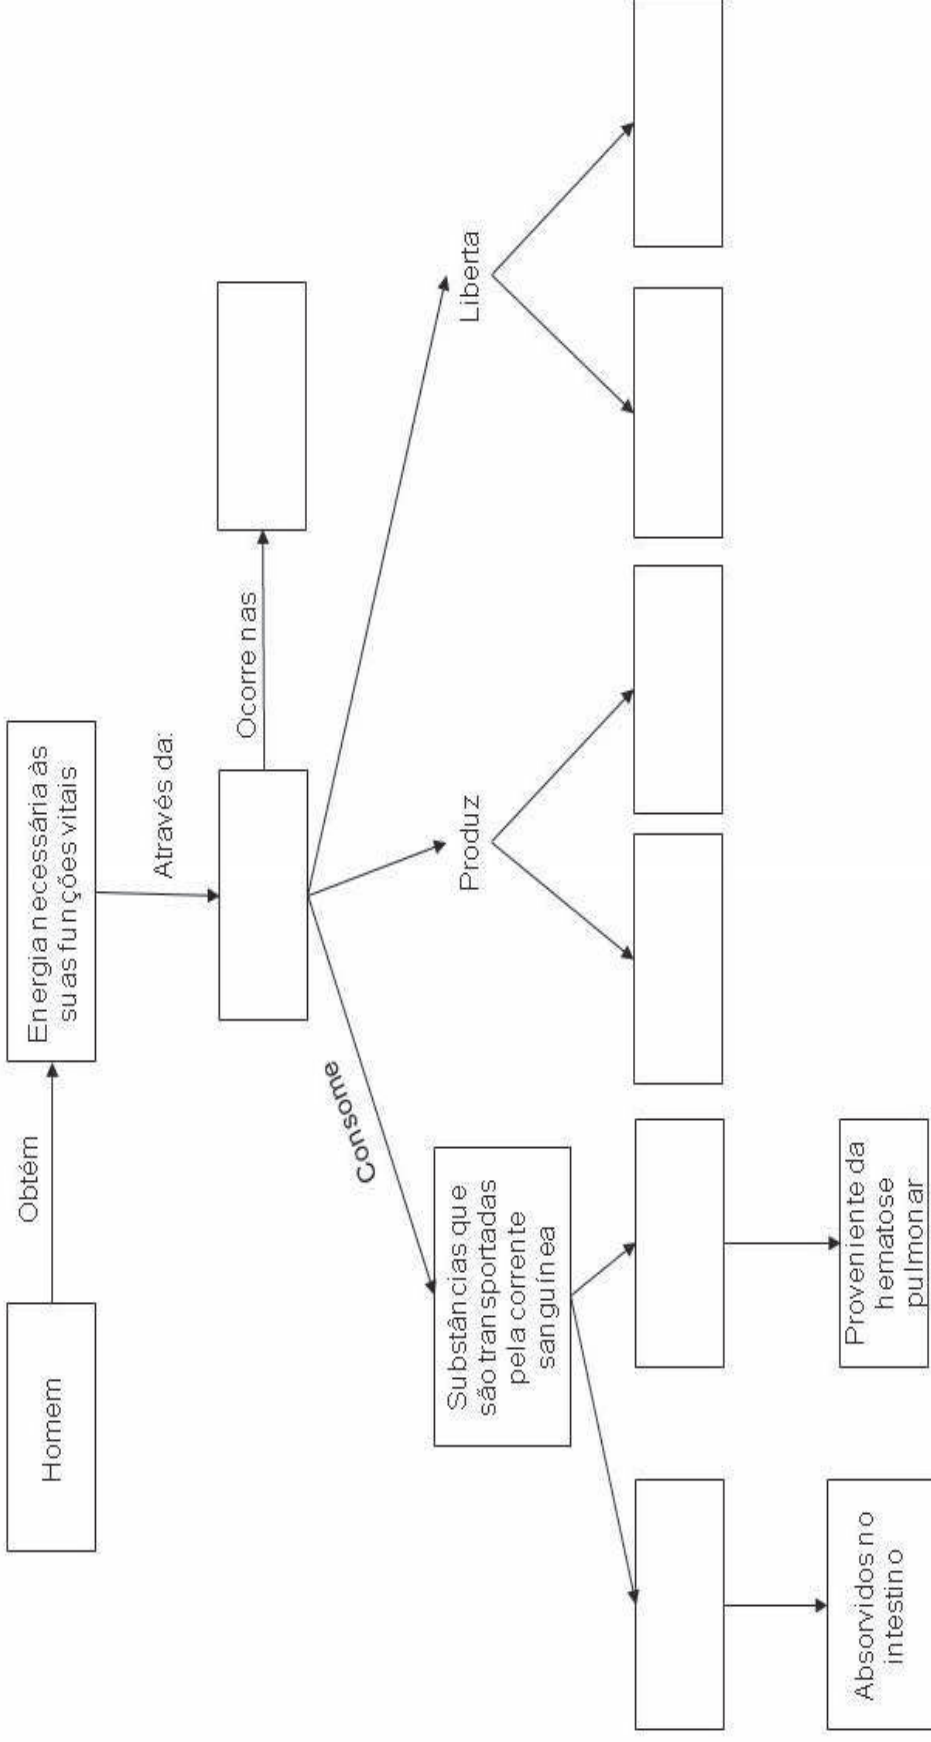 Homem
Obtém
Energia necessária às
suas funções vitais
Através da:
Ocorre nas
Consome
Produz
Liberta
Substâncias que
são transportadas
pela corrente
sanguínea
Absorvidos no
intestino
Proveniente da
hematose
pulmonar